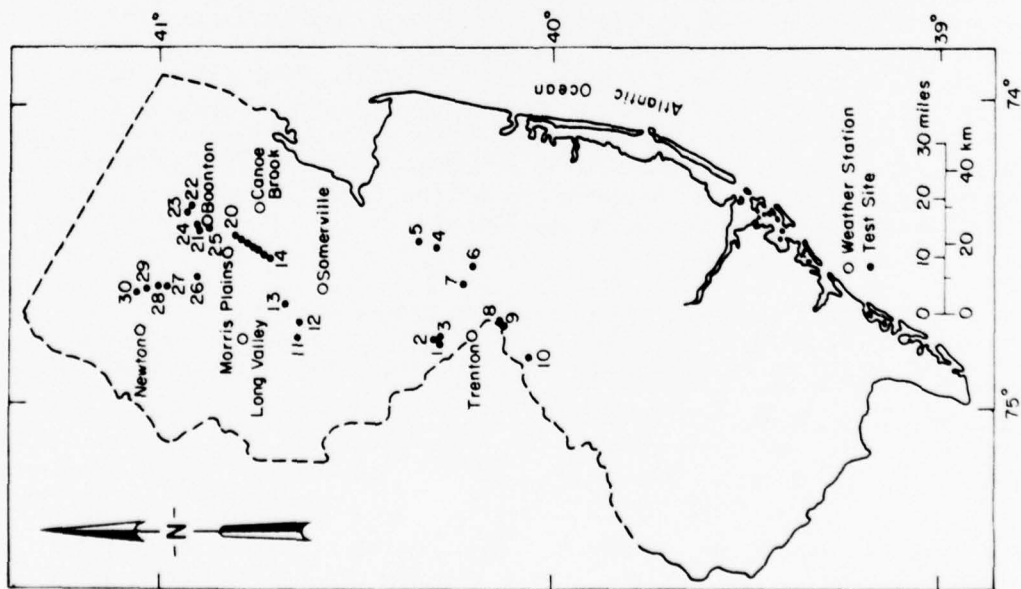 41°
40°
39°
74°
75°
-N-
Atlantic
Ocean
30
29
28
27
26
23
22
24
21
25
Boonton
20
Canoe
Brook
Newton
Morris Plains
Long Valley
14
13
12
11
Somerville
5
4
6
7
2
1
3
8
9
10
Trenton
Weather Station
Test Site
0 10 20 30 miles
0 20 40 km